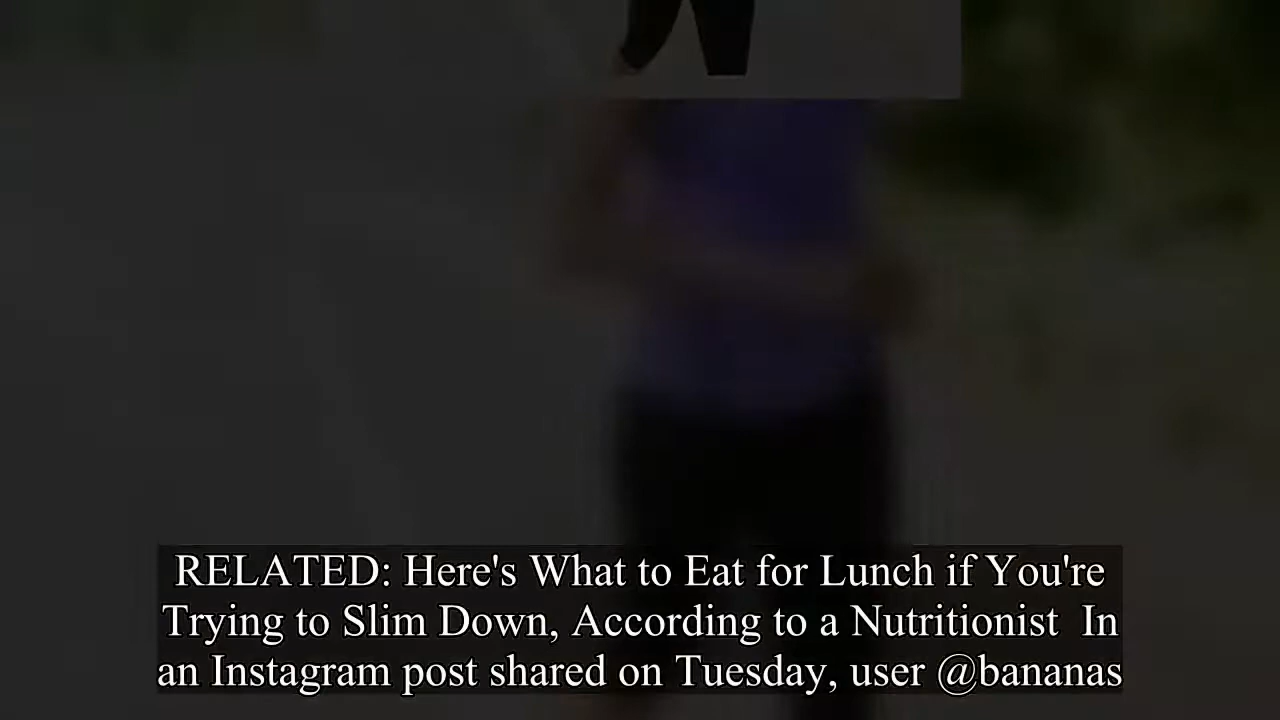 RELATED: Here's What to Eat for Lunch if You're
Trying to Slim Down, According to a Nutritionist  In
an Instagram post shared on Tuesday, user @bananas